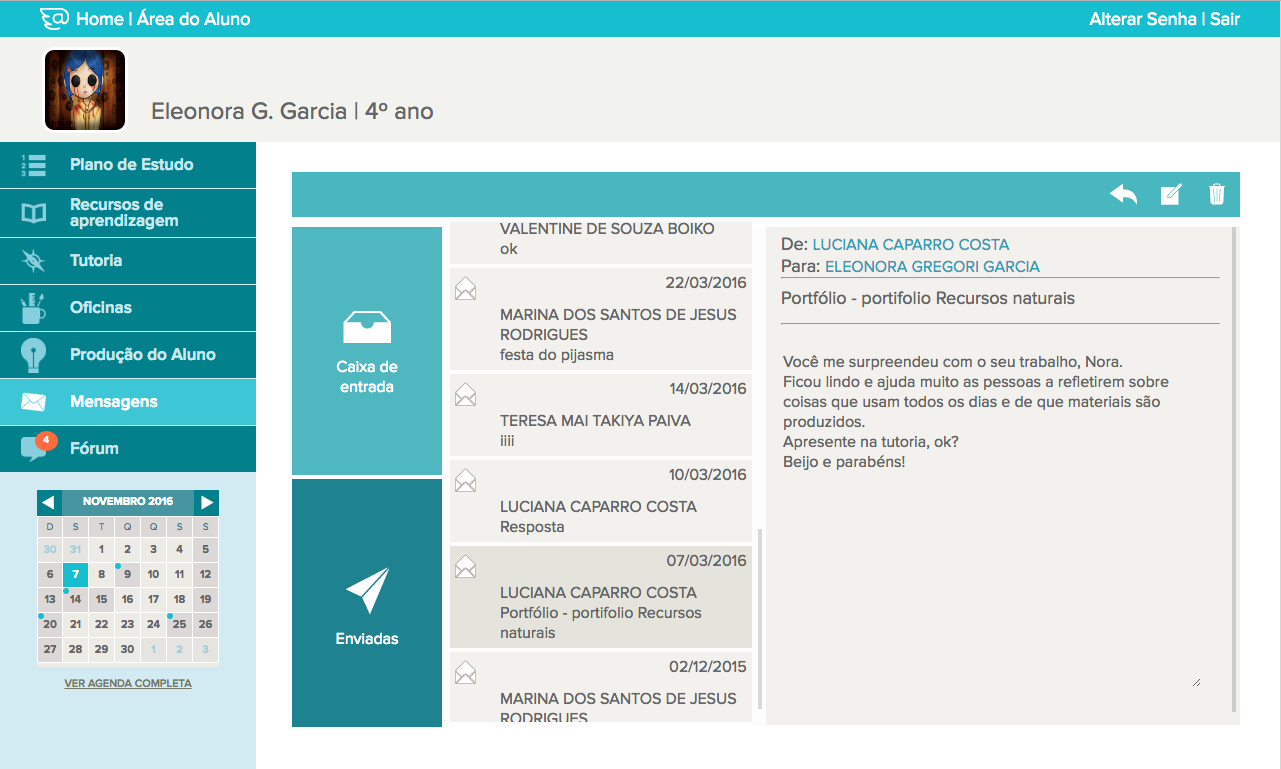 Home | Área do Aluno
Alterar Senha | Sair
Eleonora G. Garcia | 4º ano
Plano de Estudo
Recursos de
aprendizagem
Tutoria
Oficinas
Produção do Aluno
Mensagens
4
Fórum
NOVEMBRO 2016
D S T Q Q S S
30 31 1 2 3 4 5
6 7 8 9 10 11 12
13 14 15 16 17 18 19
20 21 22 23 24 25 26
27 28 29 30 1 2 3
VER AGENDA COMPLETA
Caixa de
entrada
Enviadas
VALENTINE DE SOUZA BOIKO
ok
22/03/2016
MARINA DOS SANTOS DE JESUS
RODRIGUES
festa do pijasma
14/03/2016
TERESA MAI TAKIYA PAIVA
iiii
10/03/2016
LUCIANA CAPARRO COSTA
Resposta
07/03/2016
LUCIANA CAPARRO COSTA
Portfólio - portifolio Recursos
naturais
02/12/2015
MARINA DOS SANTOS DE JESUS
RODRIGUES
De: LUCIANA CAPARRO COSTA
Para: ELEONORA GREGORI GARCIA
Portfólio - portifolio Recursos naturais
Você me surpreendeu com o seu trabalho, Nora.
Ficou lindo e ajuda muito as pessoas a refletirem sobre
coisas que usam todos os dias e de que materiais são
produzidos.
Apresente na tutoria, ok?
Beijo e parabéns!